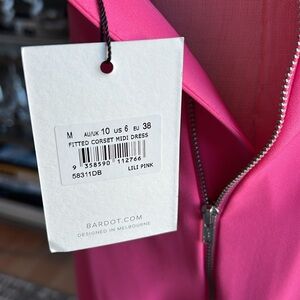 M AU/UK 10 US 6 EU 38
FITTED CORSET MIDI DRESS
9 358590 112766
58311DB LILI PINK
BARDOT.COM
DESIGNED IN MELBOURNE